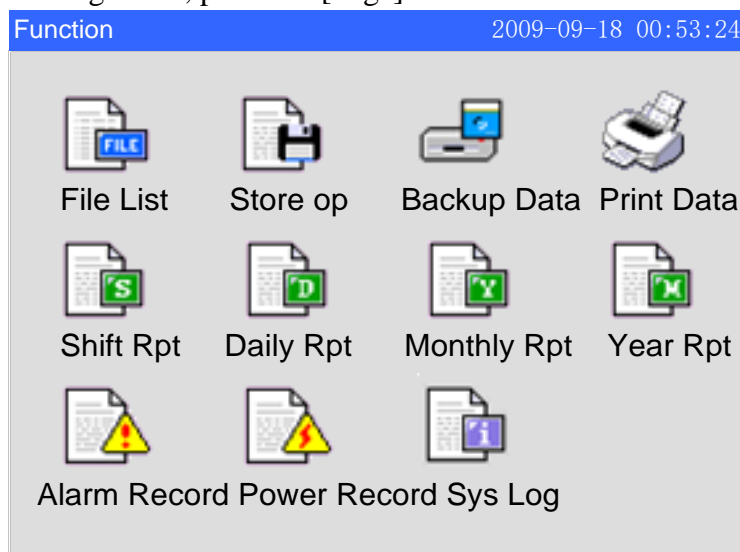 Function 2009-09-18 00:53:24
FILE
File List Store op Backup Data Print Data
S D Y M
Shift Rpt Daily Rpt Monthly Rpt Year Rpt
i
Alarm Record Power Record Sys Log